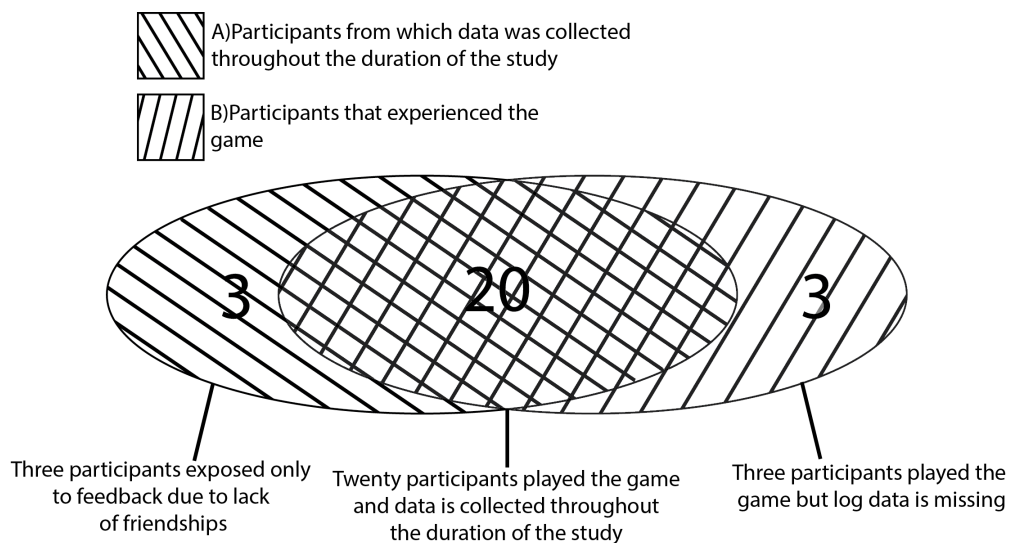 A)Participants from which data was collected
throughout the duration of the study
B)Participants that experienced the
game
3
20
3
Three participants exposed only
to feedback due to lack
of friendships
Twenty participants played the game
and data is collected throughout
the duration of the study
Three participants played the
game but log data is missing